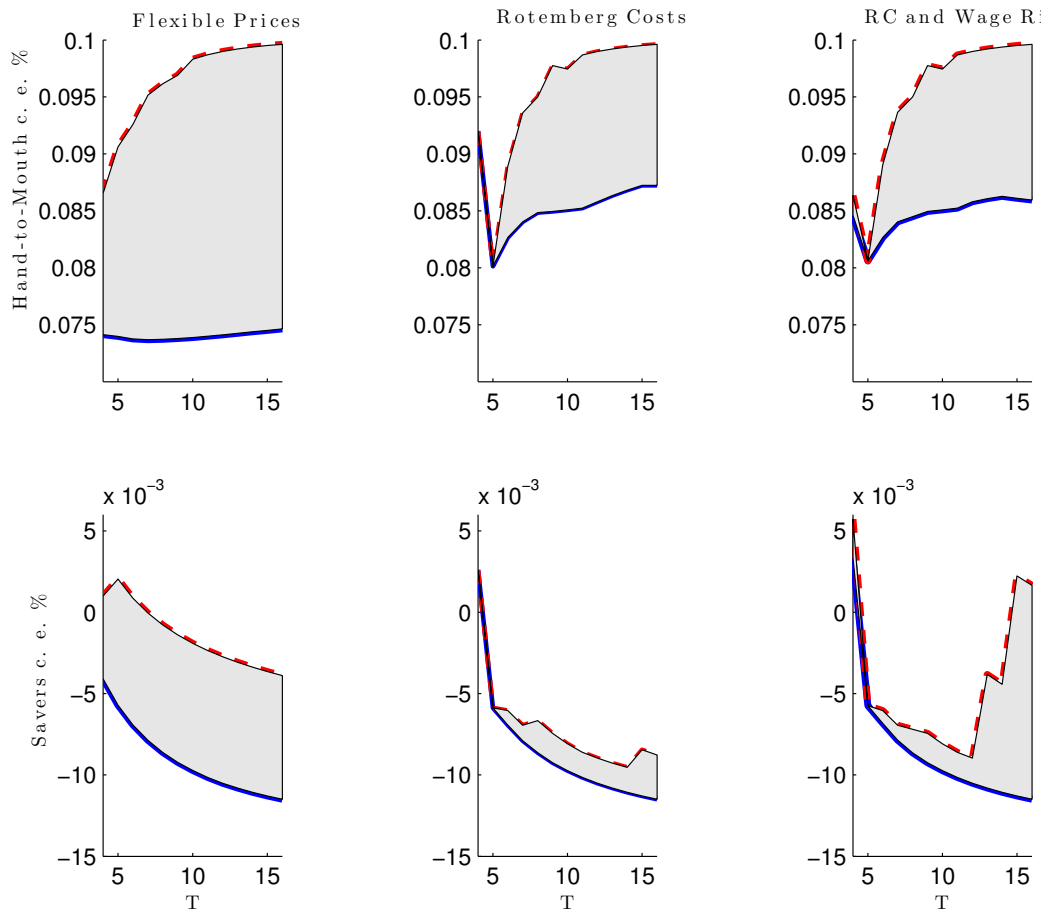 Flexible Prices
Rotemberg Costs
RC and Wage Ri
Hand-to-Mouth c. e. %
0.1
0.095
0.09
0.085
0.08
0.075
5 10 15
0.1
0.095
0.09
0.085
0.08
0.075
5 10 15
0.1
0.095
0.09
0.085
0.08
0.075
5 10 15
Savers c. e. %
x 10⁻³
5
0
−5
−10
−15
5 10 15
T
x 10⁻³
5
0
−5
−10
−15
5 10 15
T
x 10⁻³
5
0
−5
−10
−15
5 10 15
T